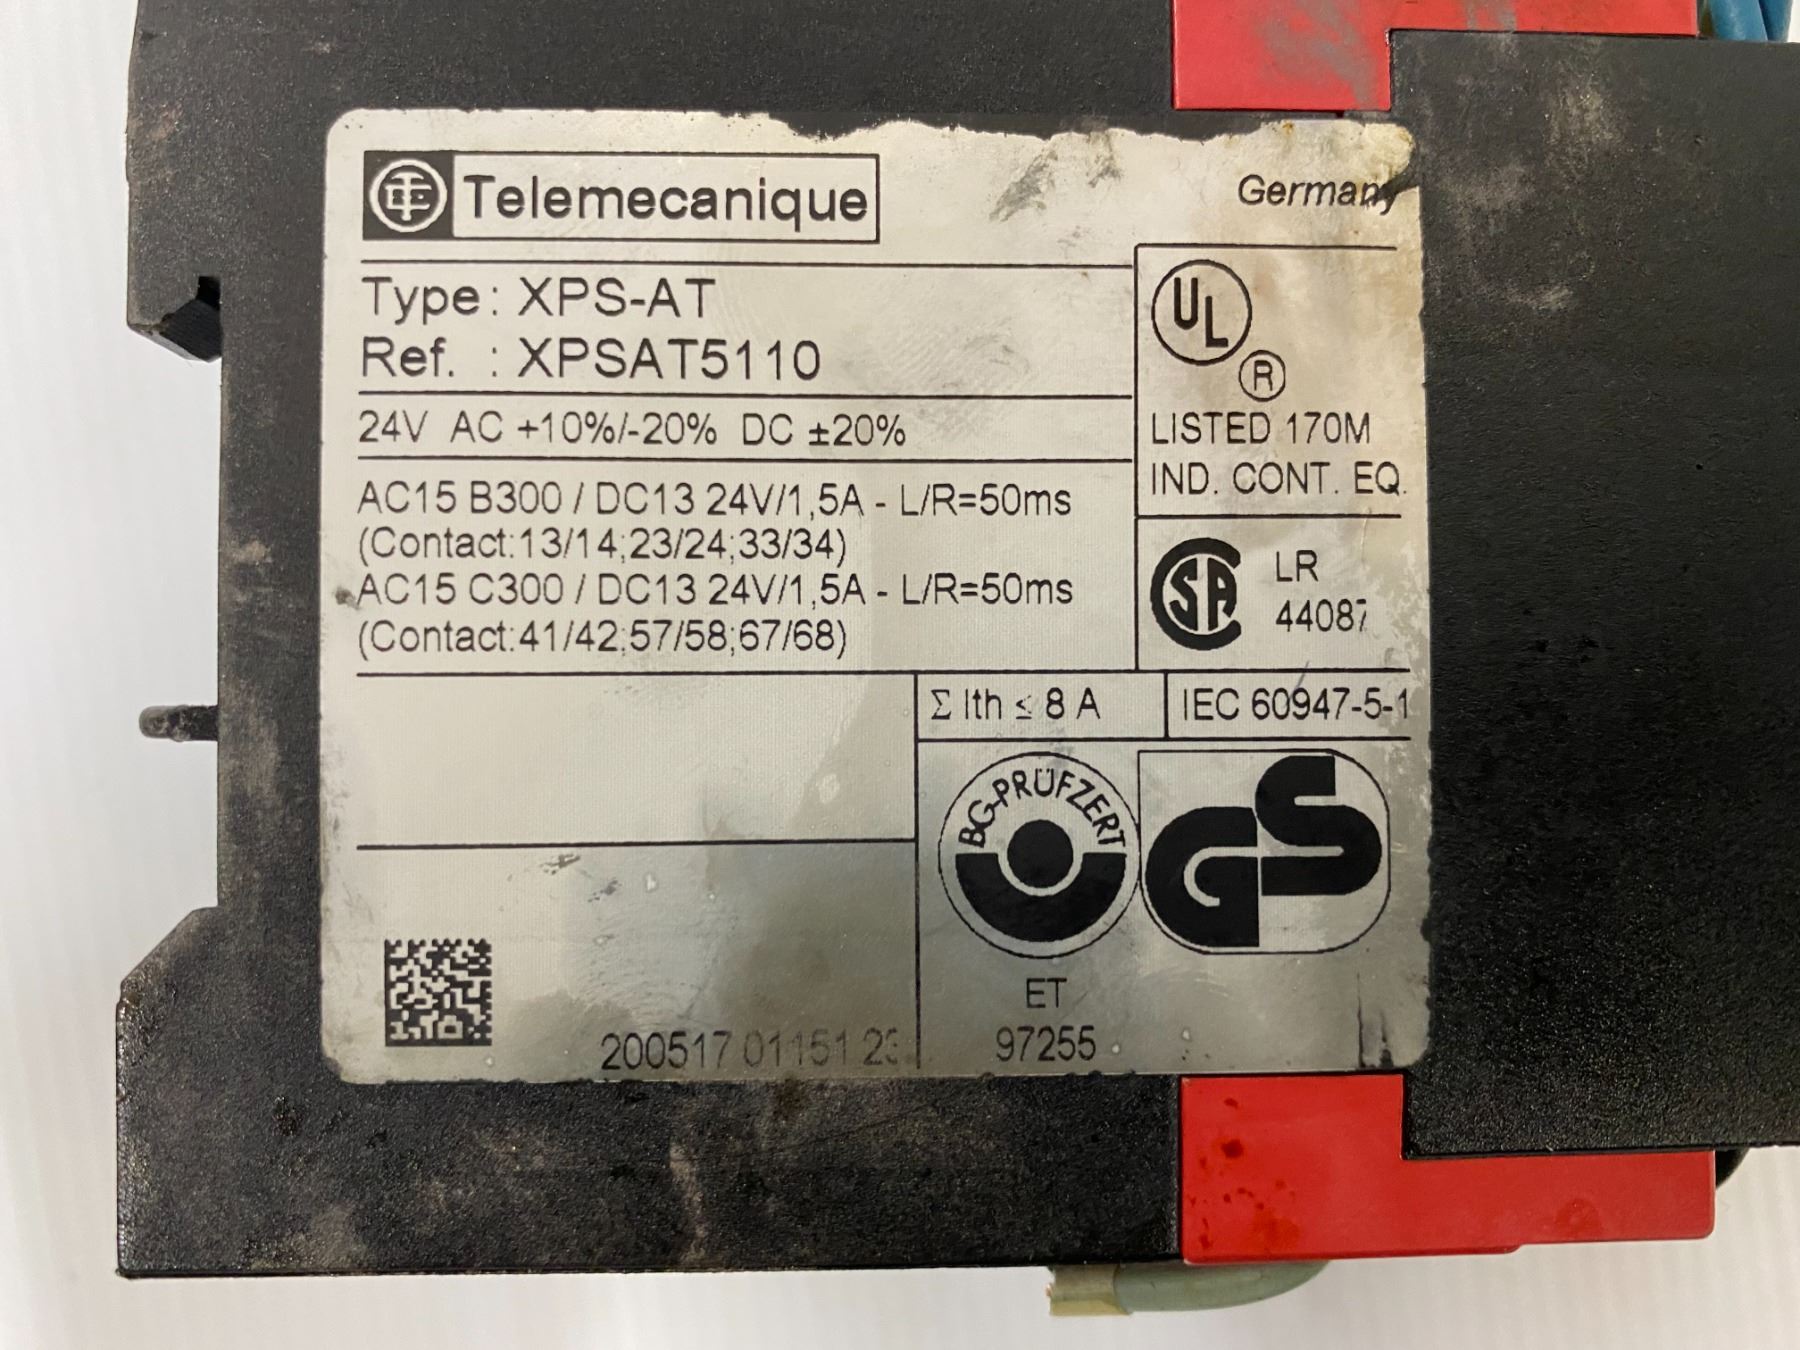 Telemecanique
Germany
Type: XPS-AT
Ref. : XPSAT5110
24V AC +10%/-20% DC ±20%
AC15 B300 / DC13 24V/1,5A - L/R=50ms
(Contact:13/14;23/24;33/34)
AC15 C300 / DC13 24V/1,5A - L/R=50ms
(Contact:41/42;57/58;67/68)
UL
®
LISTED 170M
IND. CONT. EQ.
SA
LR
44087
Σ Ith ≤ 8 A
IEC 60947-5-1
BG-PRÜFZERT
GS
ET
97255
200517 01151